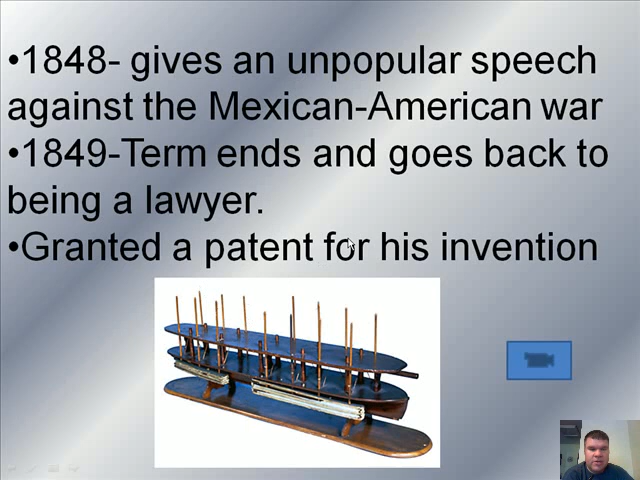 •1848- gives an unpopular speech
against the Mexican-American war
•1849-Term ends and goes back to
being a lawyer.
•Granted a patent for his invention